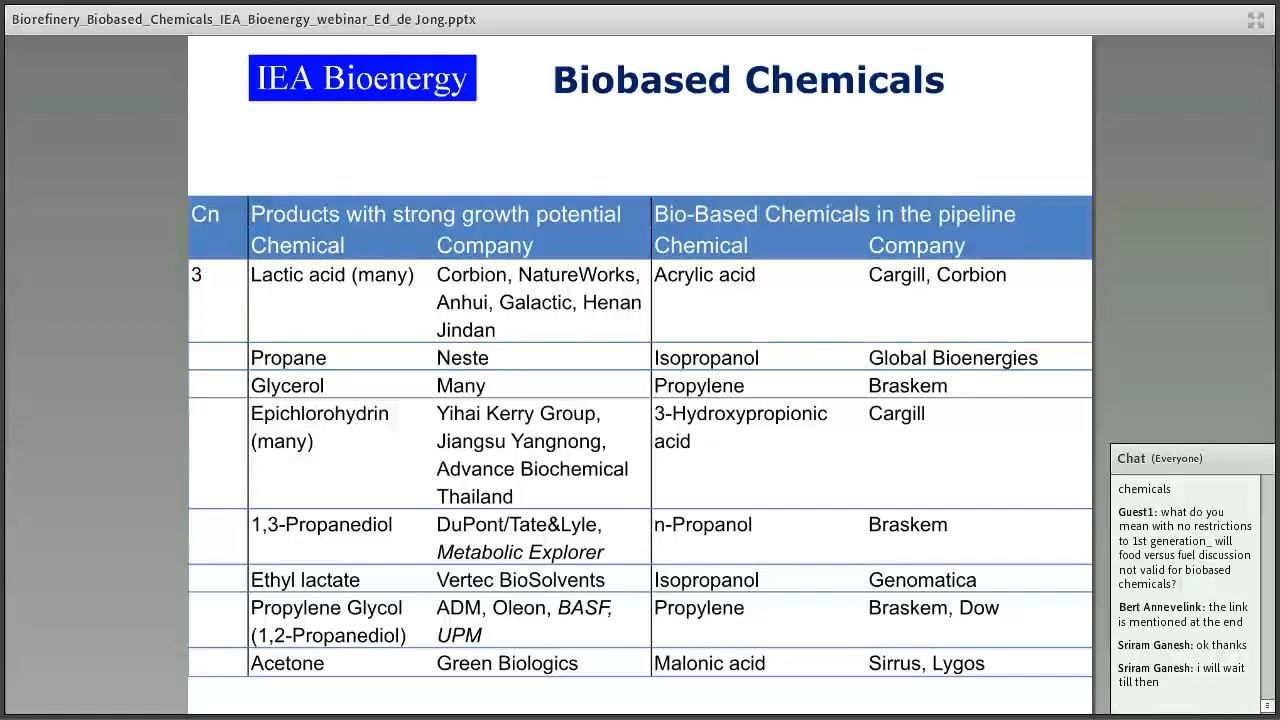 Biorefinery_Biobased_Chemicals_IEA_Bioenergy_webinar_Ed_de Jong.pptx
IEA Bioenergy
Biobased Chemicals
Cn Products with strong growth potential Bio-Based Chemicals in the pipeline
Chemical Company Chemical Company
3 Lactic acid (many) Corbion, NatureWorks, Acrylic acid Cargill, Corbion
Anhui, Galactic, Henan
Jindan
Propane Neste Isopropanol Global Bioenergies
Glycerol Many Propylene Braskem
Epichlorohydrin Yihai Kerry Group, 3-Hydroxypropionic Cargill
(many) Jiangsu Yangnong, acid
Advance Biochemical
Thailand
1,3-Propanediol DuPont/Tate&Lyle, n-Propanol Braskem
Metabolic Explorer
Ethyl lactate Vertec BioSolvents Isopropanol Genomatica
Propylene Glycol ADM, Oleon, BASF, Propylene Braskem, Dow
(1,2-Propanediol) UPM
Acetone Green Biologics Malonic acid Sirrus, Lygos
Chat (Everyone)
chemicals
Guest1: what do you
mean with no restrictions
to 1st generation_ will
food versus fuel discussion
not valid for biobased
chemicals?
Bert Annevelink: the link
is mentioned at the end
Sriram Ganesh: ok thanks
Sriram Ganesh: i will wait
till then